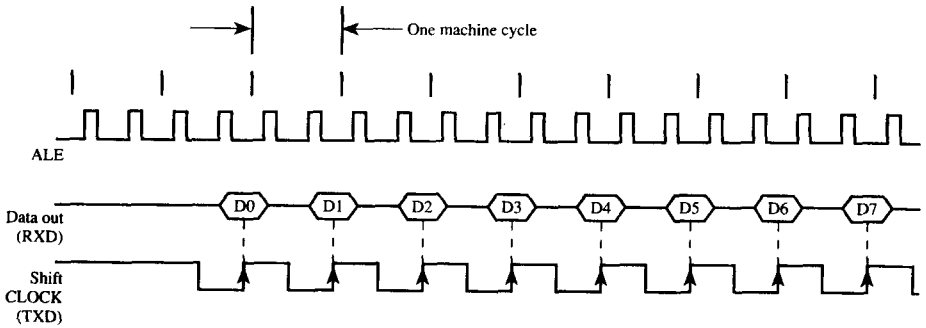 One machine cycle
ALE
Data out
(RXD)
D0 D1 D2 D3 D4 D5 D6 D7
Shift
CLOCK
(TXD)